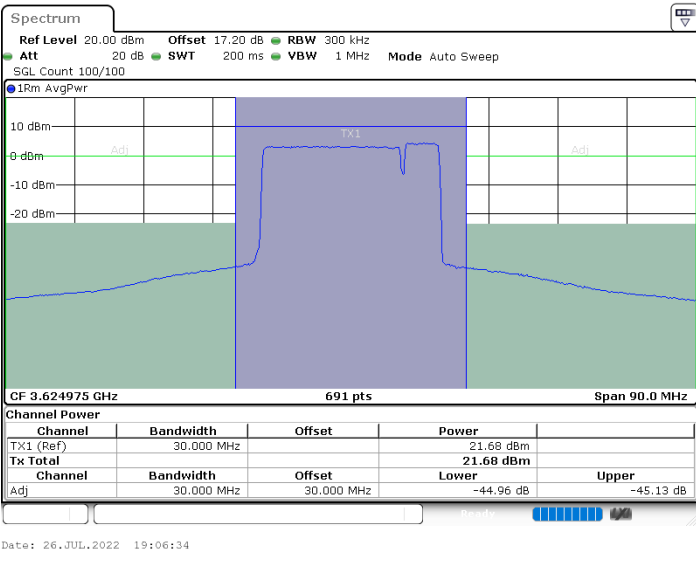 Spectrum
Ref Level 20.00 dBm Offset 17.20 dB RBW 300 kHz
Att 20 dB SWT 200 ms VBW 1 MHz Mode Auto Sweep
SGL Count 100/100
1Rm AvgPwr
10 dBm
TX1
Adj
Adj
0 dBm
-10 dBm
-20 dBm
CF 3.624975 GHz 691 pts Span 90.0 MHz
Channel Power
Channel Bandwidth Offset Power
TX1 (Ref) 30.000 MHz 21.68 dBm
Tx Total 21.68 dBm
Channel Bandwidth Offset Lower Upper
Adj 30.000 MHz 30.000 MHz -44.96 dB -45.13 dB
Ready
Date: 26.JUL.2022 19:06:34